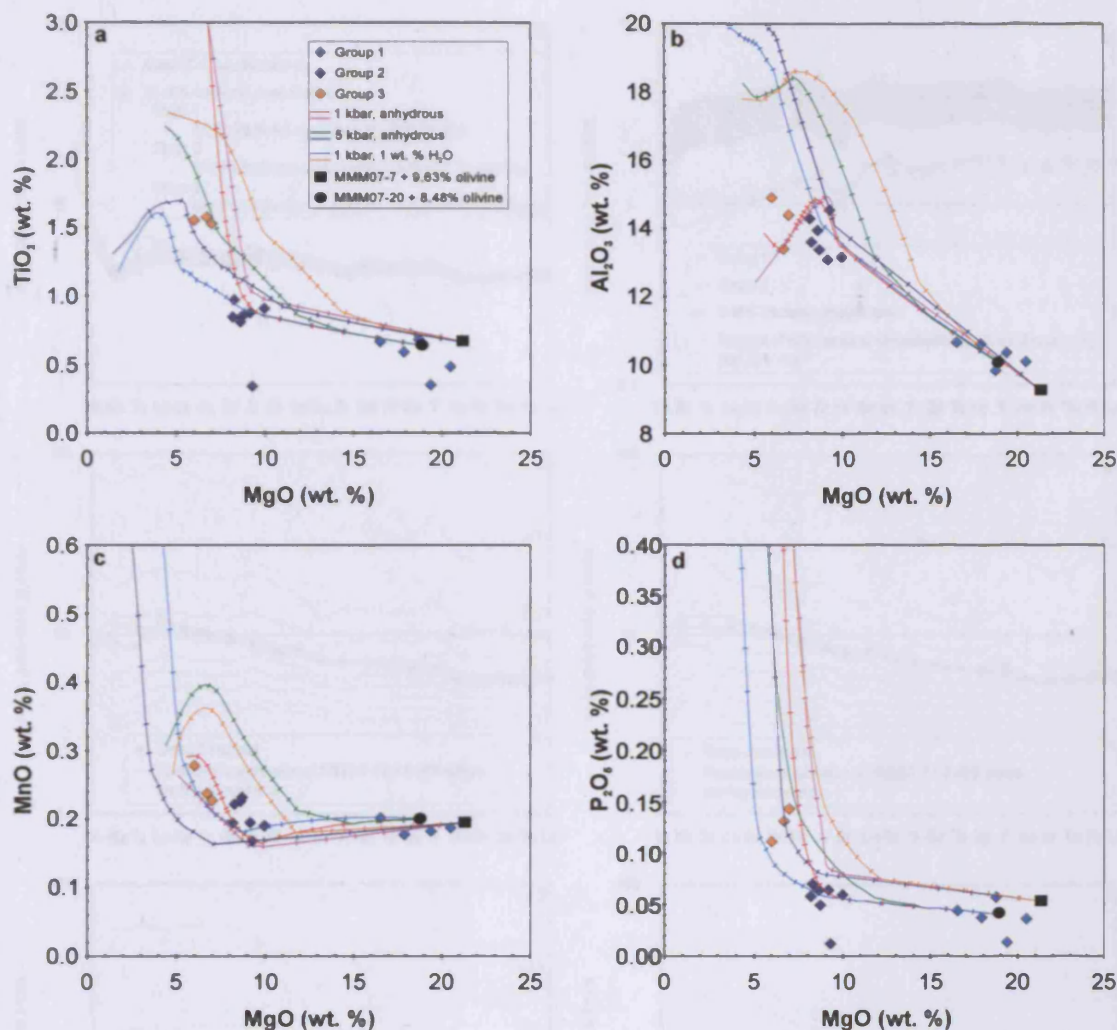 a
TiO2 (wt. %)
3.0
2.5
2.0
1.5
1.0
0.5
0.0
Group 1
Group 2
Group 3
1 kbar, anhydrous
5 kbar, anhydrous
1 kbar, 1 wt. % H2O
MMM07-7 + 9.63% olivine
MMM07-20 + 8.48% olivine
0 5 10 15 20 25
MgO (wt. %)
b
Al2O3 (wt. %)
20
18
16
14
12
10
8
0 5 10 15 20 25
MgO (wt. %)
c
MnO (wt. %)
0.6
0.5
0.4
0.3
0.2
0.1
0.0
0 5 10 15 20 25
MgO (wt. %)
d
P2O5 (wt. %)
0.40
0.35
0.30
0.25
0.20
0.15
0.10
0.05
0.00
0 5 10 15 20 25
MgO (wt. %)